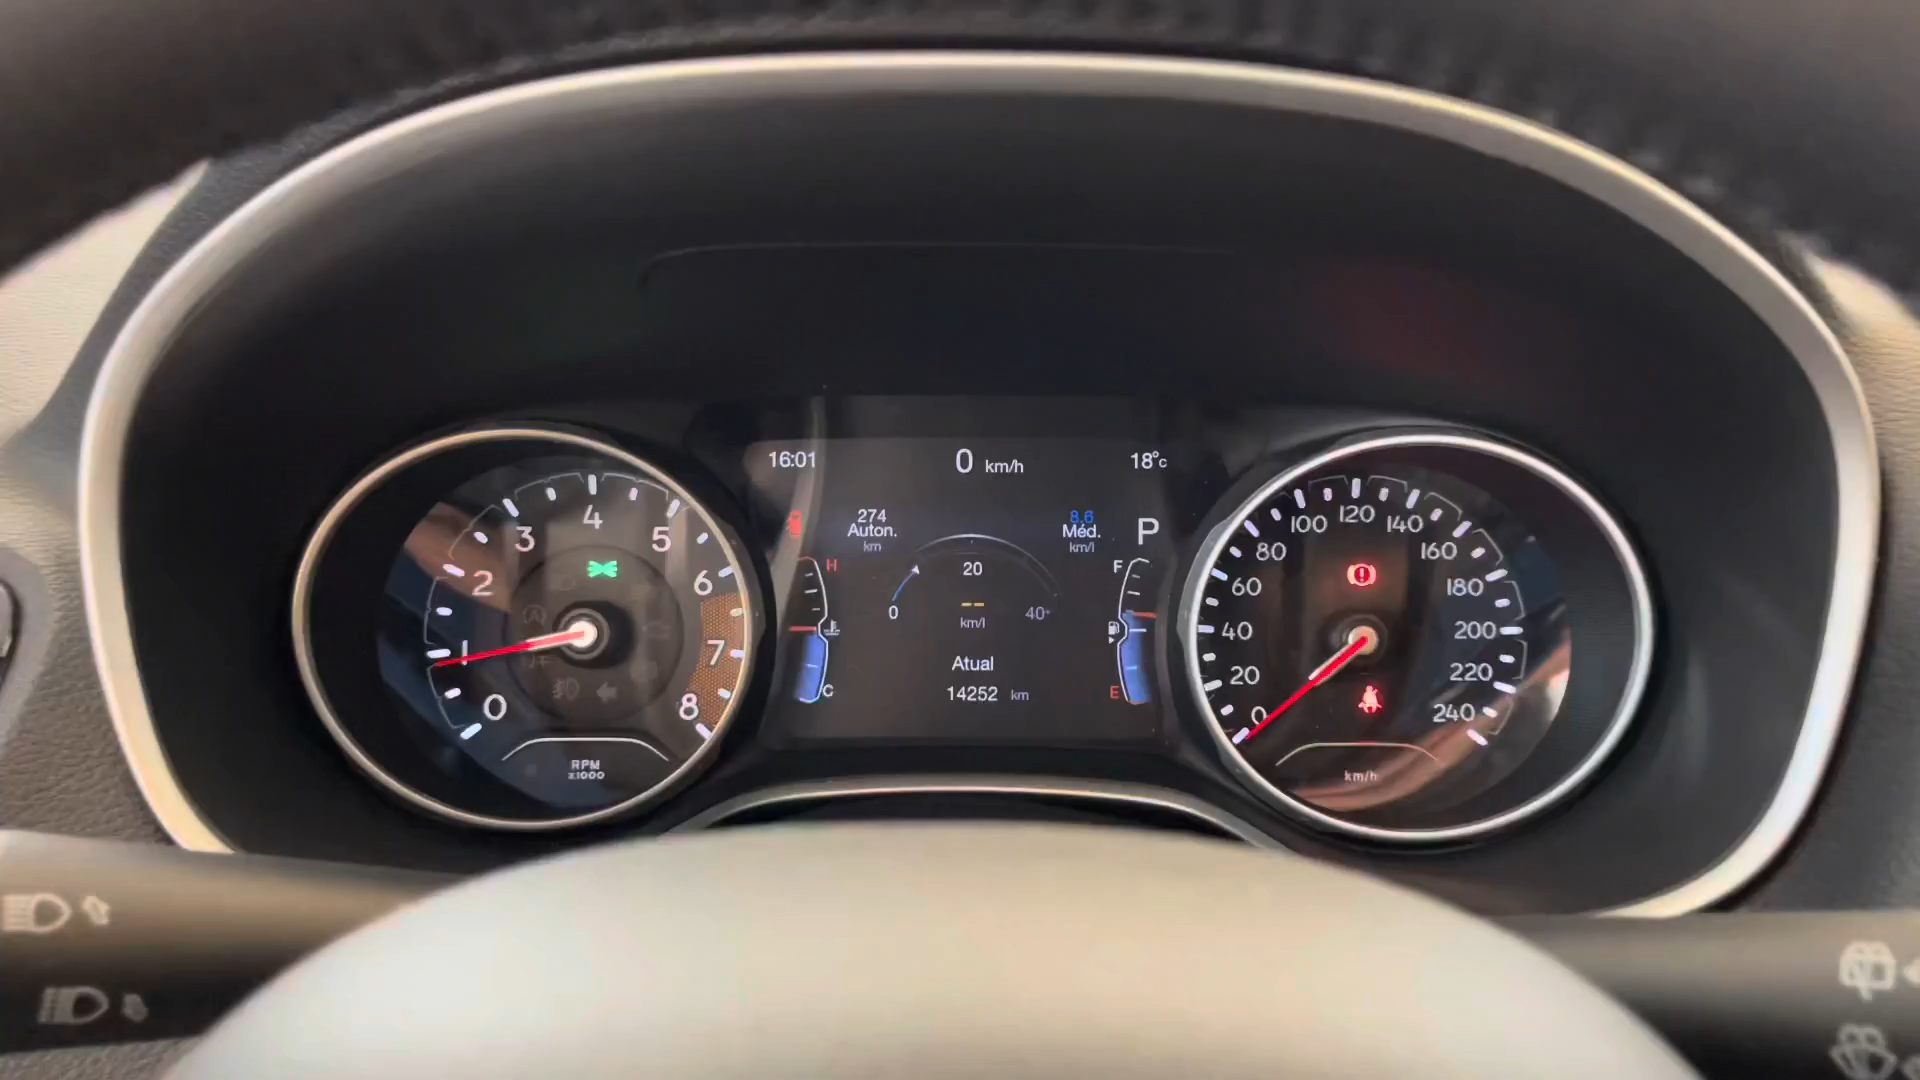 16:01
0 km/h
18°c
274
Auton.
km
8.6
Méd.
km/l
P
H
C
F
E
0
20
40+
--
km/l
Atual
14252 km
0
1
2
3
4
5
6
7
8
RPM
x1000
0
20
40
60
80
100
120
140
160
180
200
220
240
km/h